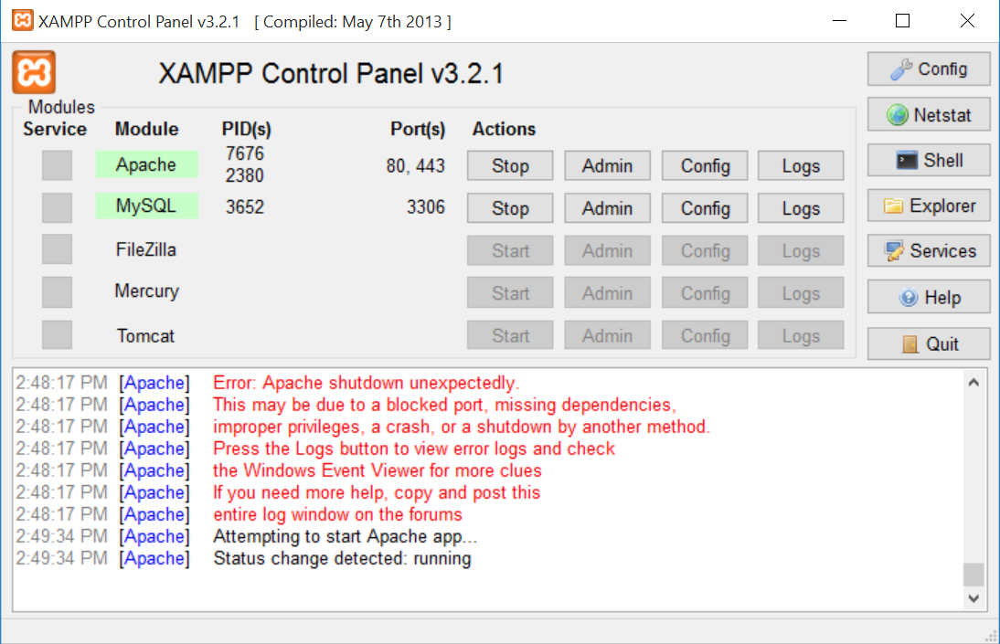 XAMPP Control Panel v3.2.1 [ Compiled: May 7th 2013 ]
XAMPP Control Panel v3.2.1
Config
Modules
Service Module PID(s) Port(s) Actions
Netstat
Apache 7676 2380 80, 443 Stop Admin Config Logs
Shell
MySQL 3652 3306 Stop Admin Config Logs
Explorer
FileZilla Start Admin Config Logs
Services
Mercury Start Admin Config Logs
Help
Tomcat Start Admin Config Logs
Quit
2:48:17 PM [Apache] Error: Apache shutdown unexpectedly.
2:48:17 PM [Apache] This may be due to a blocked port, missing dependencies,
2:48:17 PM [Apache] improper privileges, a crash, or a shutdown by another method.
2:48:17 PM [Apache] Press the Logs button to view error logs and check
2:48:17 PM [Apache] the Windows Event Viewer for more clues
2:48:17 PM [Apache] If you need more help, copy and post this
2:48:17 PM [Apache] entire log window on the forums
2:49:34 PM [Apache] Attempting to start Apache app...
2:49:34 PM [Apache] Status change detected: running